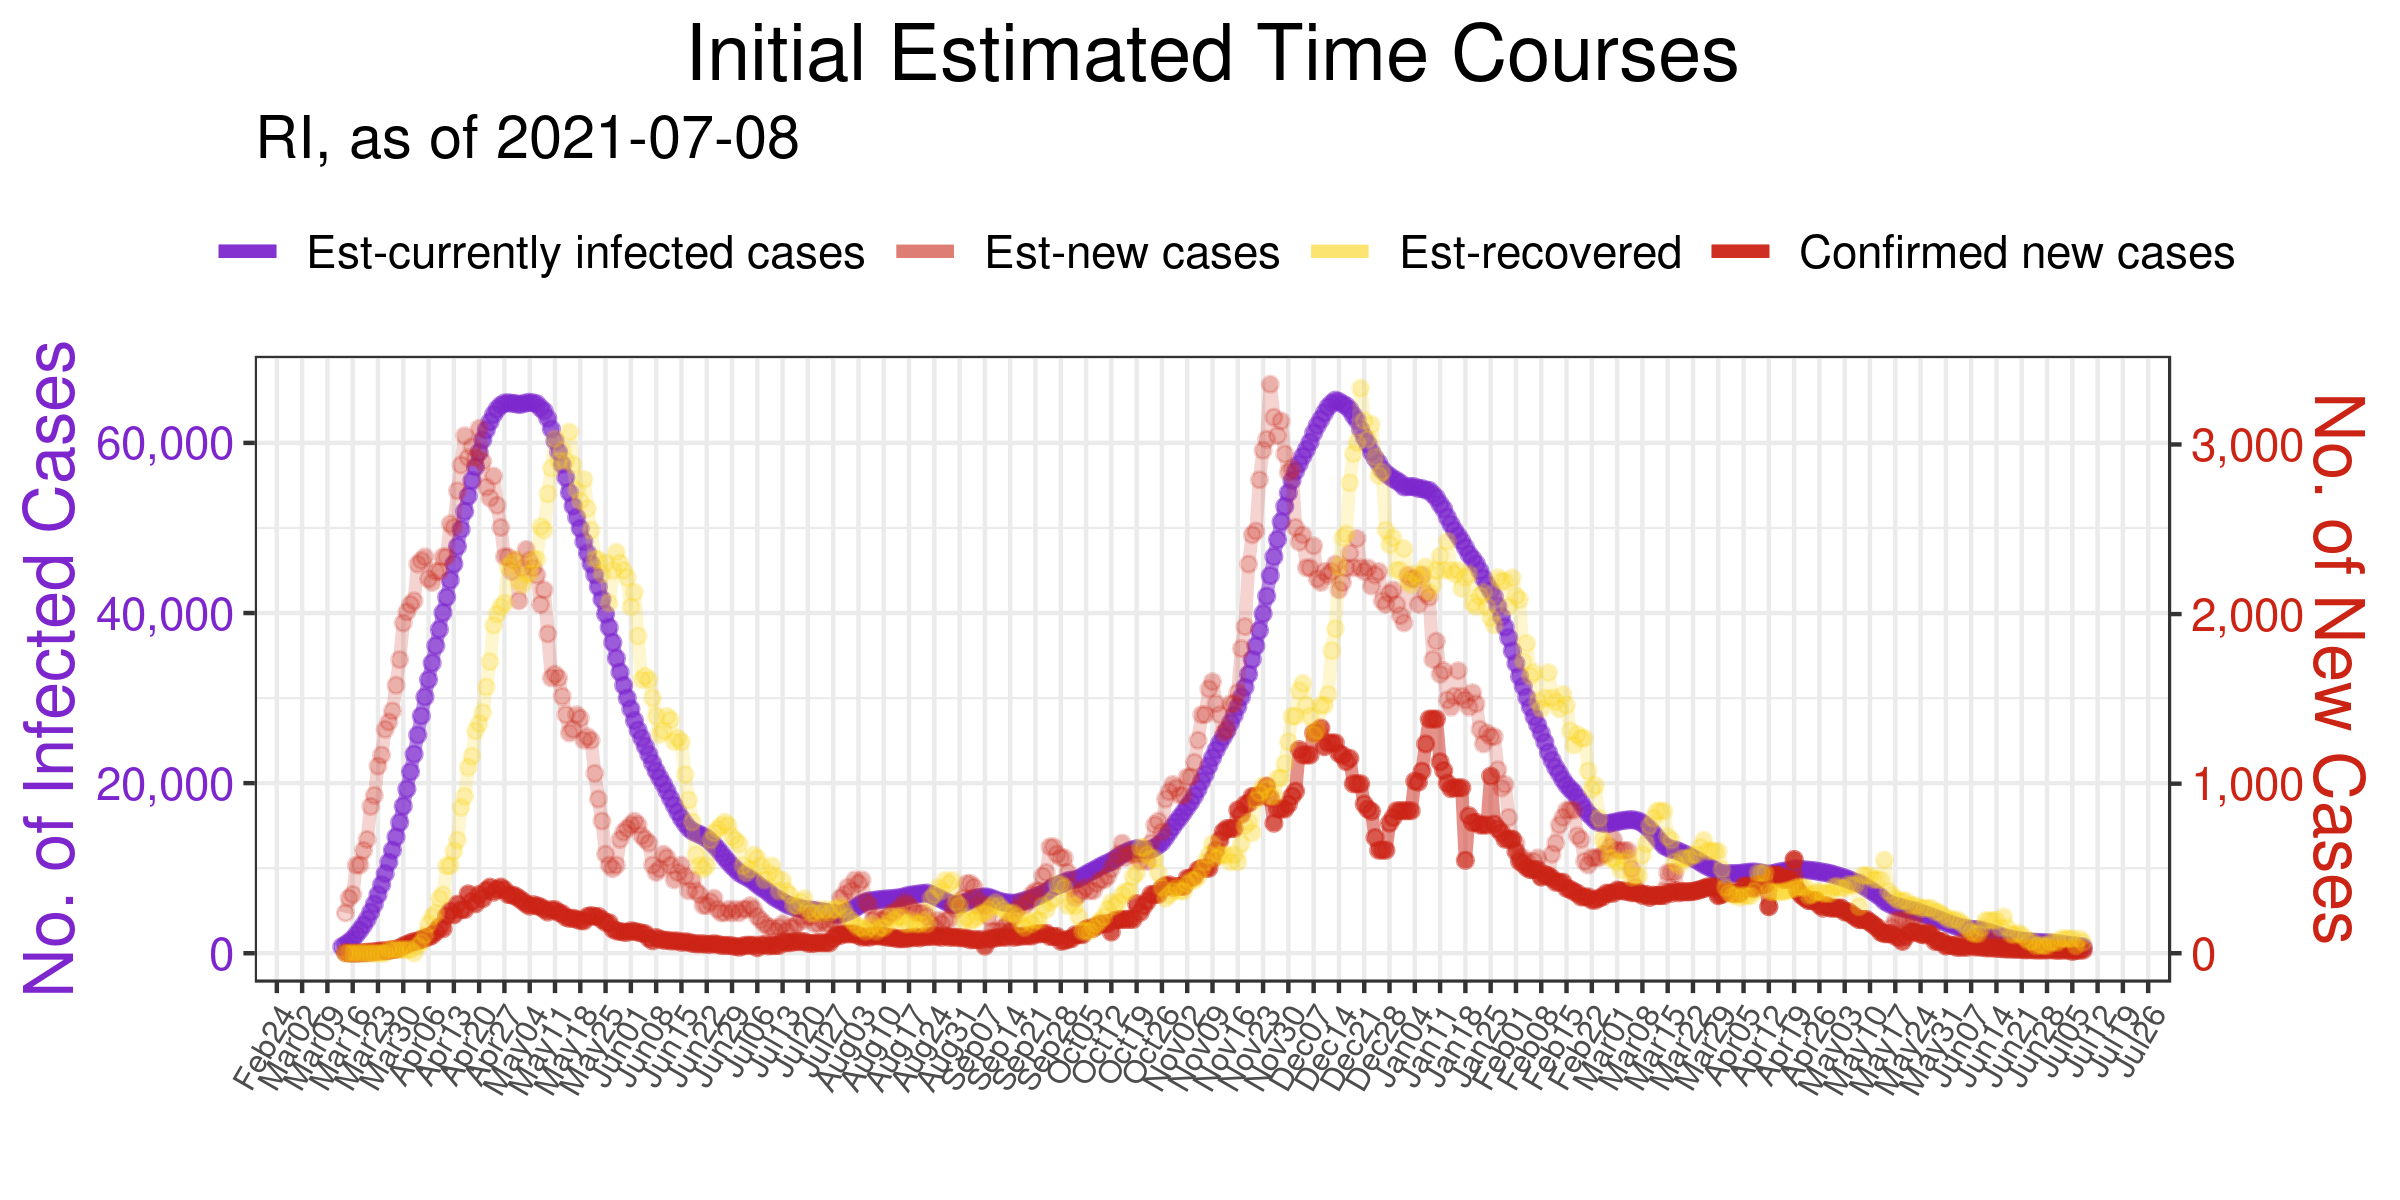 Initial Estimated Time Courses
RI, as of 2021-07-08
Est-currently infected cases
Est-new cases
Est-recovered
Confirmed new cases
No. of Infected Cases
60,000
40,000
20,000
0
No. of New Cases
3,000
2,000
1,000
0
Feb24
Mar02
Mar09
Mar16
Mar23
Mar30
Apr06
Apr13
Apr20
Apr27
May04
May11
May18
May25
Jun01
Jun08
Jun15
Jun22
Jun29
Jul06
Jul13
Jul20
Jul27
Aug03
Aug10
Aug17
Aug24
Aug31
Sep07
Sep14
Sep21
Sep28
Oct05
Oct12
Oct19
Oct26
Nov02
Nov09
Nov16
Nov23
Nov30
Dec07
Dec14
Dec21
Dec28
Jan04
Jan11
Jan18
Jan25
Feb01
Feb08
Feb15
Feb22
Mar01
Mar08
Mar15
Mar22
Mar29
Apr05
Apr12
Apr19
Apr26
May03
May10
May17
May24
May31
Jun07
Jun14
Jun21
Jun28
Jul05
Jul12
Jul19
Jul26